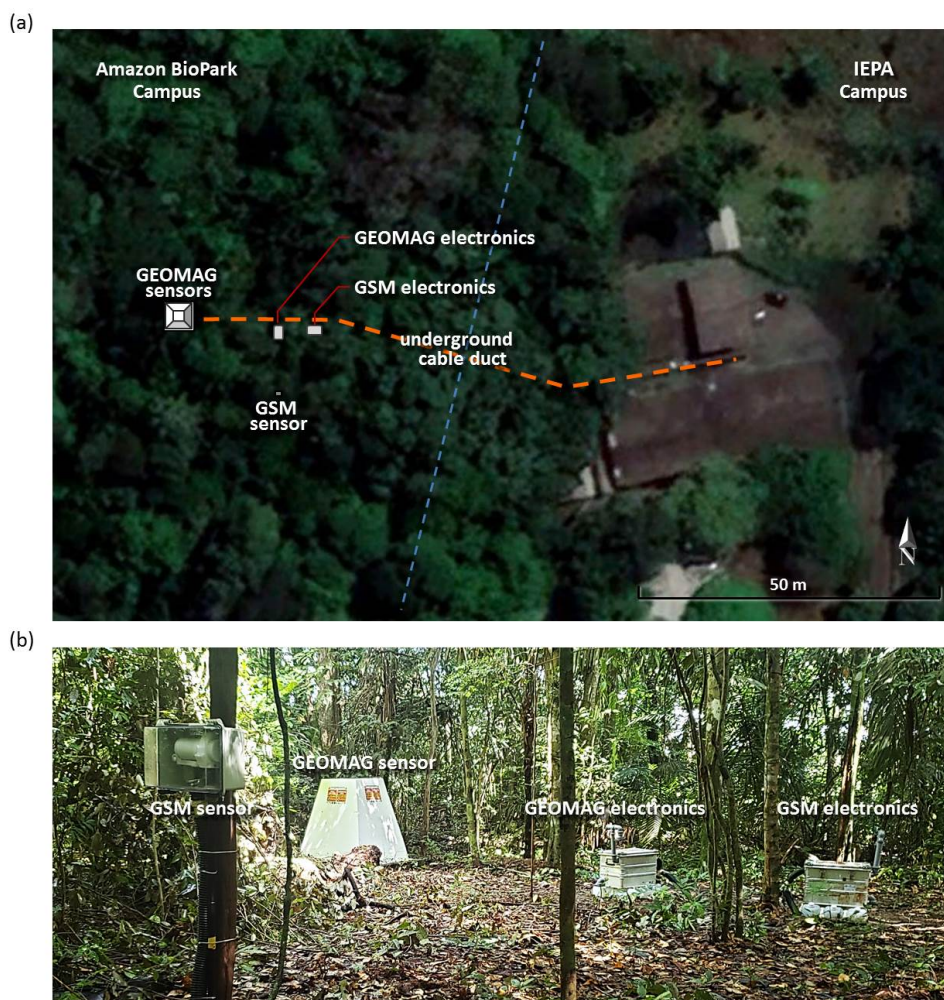 (a)
Amazon BioPark
Campus
IEPA
Campus
GEOMAG electronics
GEOMAG
sensors
GSM electronics
underground
cable duct
GSM
sensor
N
50 m
(b)
GEOMAG sensor
GSM sensor
GEOMAG electronics
GSM electronics